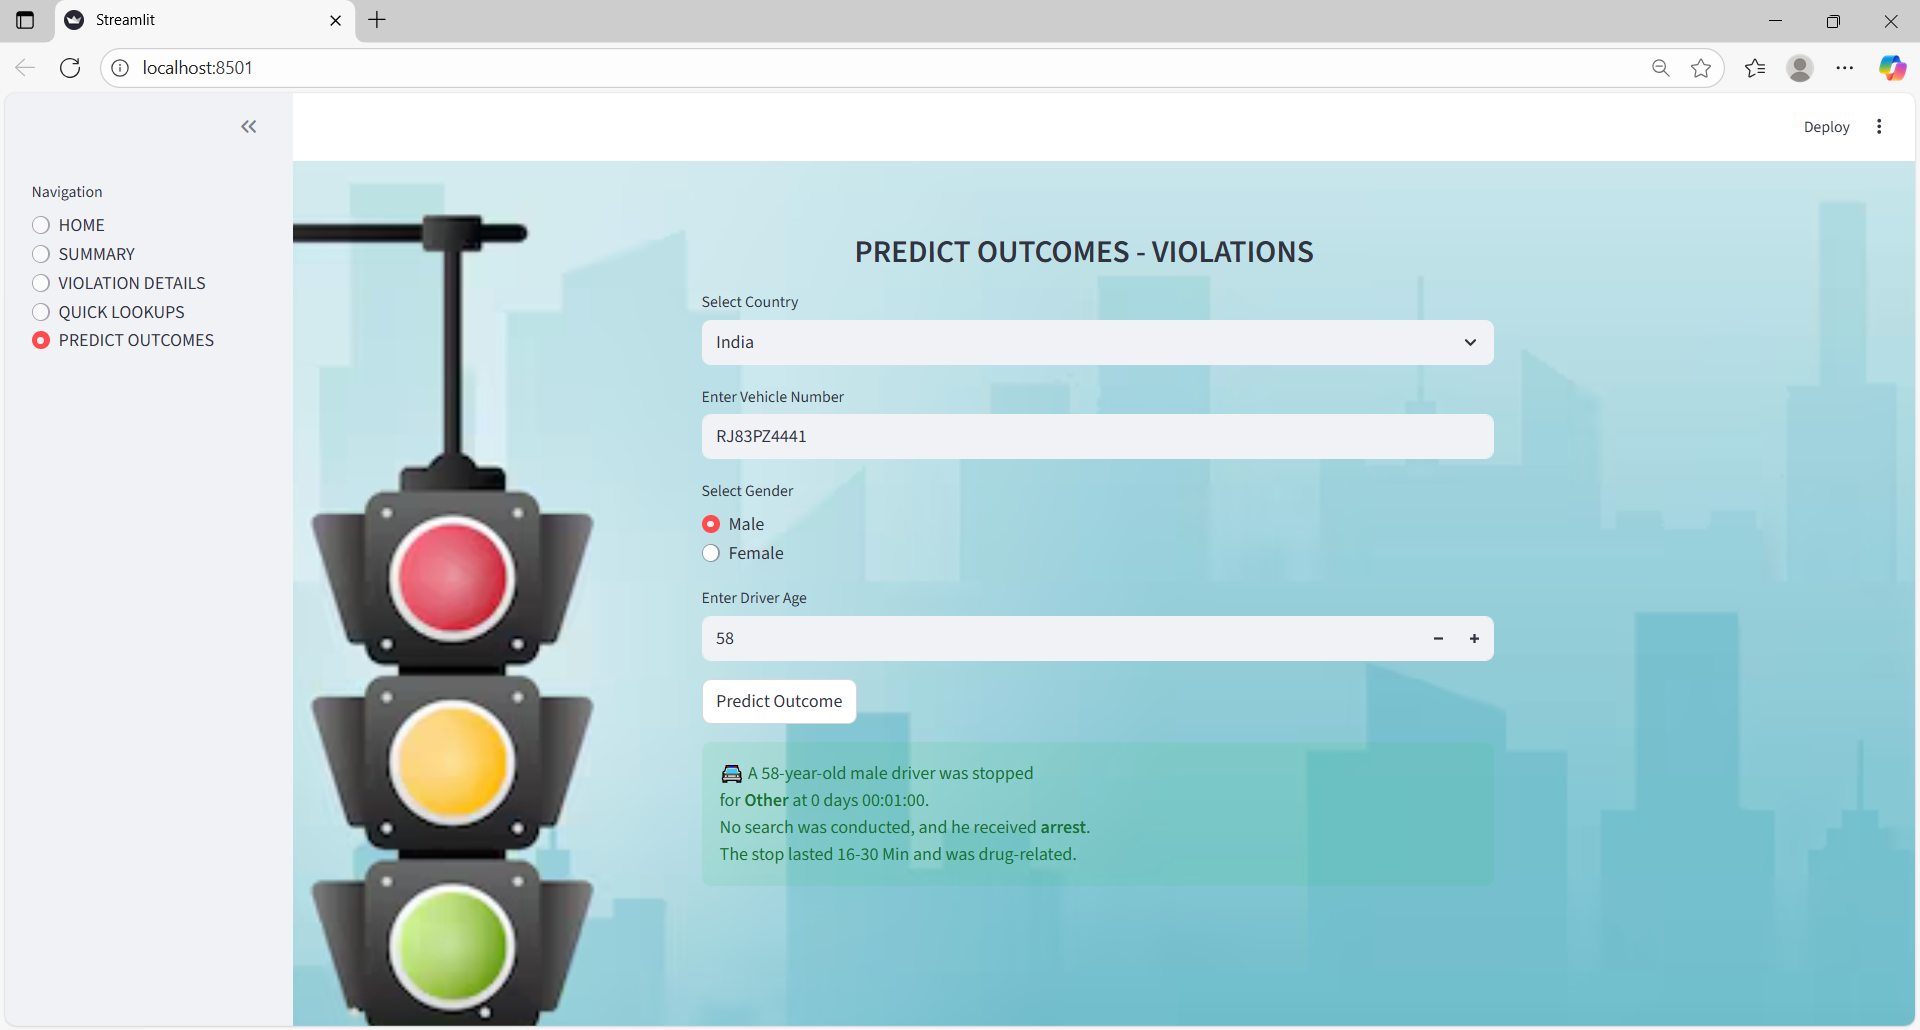 Streamlit
localhost:8501
Deploy
Navigation
HOME
SUMMARY
VIOLATION DETAILS
QUICK LOOKUPS
PREDICT OUTCOMES
PREDICT OUTCOMES - VIOLATIONS
Select Country
India
Enter Vehicle Number
RJ83PZ4441
Select Gender
Male
Female
Enter Driver Age
58
Predict Outcome
🚘 A 58-year-old male driver was stopped
for Other at 0 days 00:01:00.
No search was conducted, and he received arrest.
The stop lasted 16-30 Min and was drug-related.